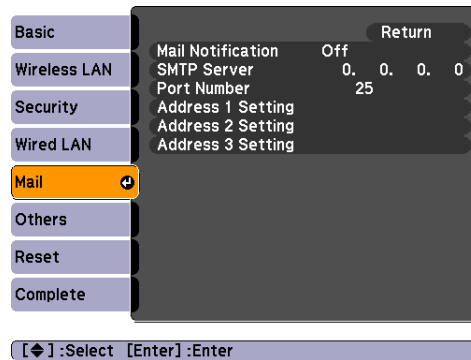 Basic
Wireless LAN
Security
Wired LAN
Mail
Others
Reset
Complete
Return
Mail Notification Off
SMTP Server 0. 0. 0. 0
Port Number 25
Address 1 Setting
Address 2 Setting
Address 3 Setting
[◆] :Select [Enter] :Enter